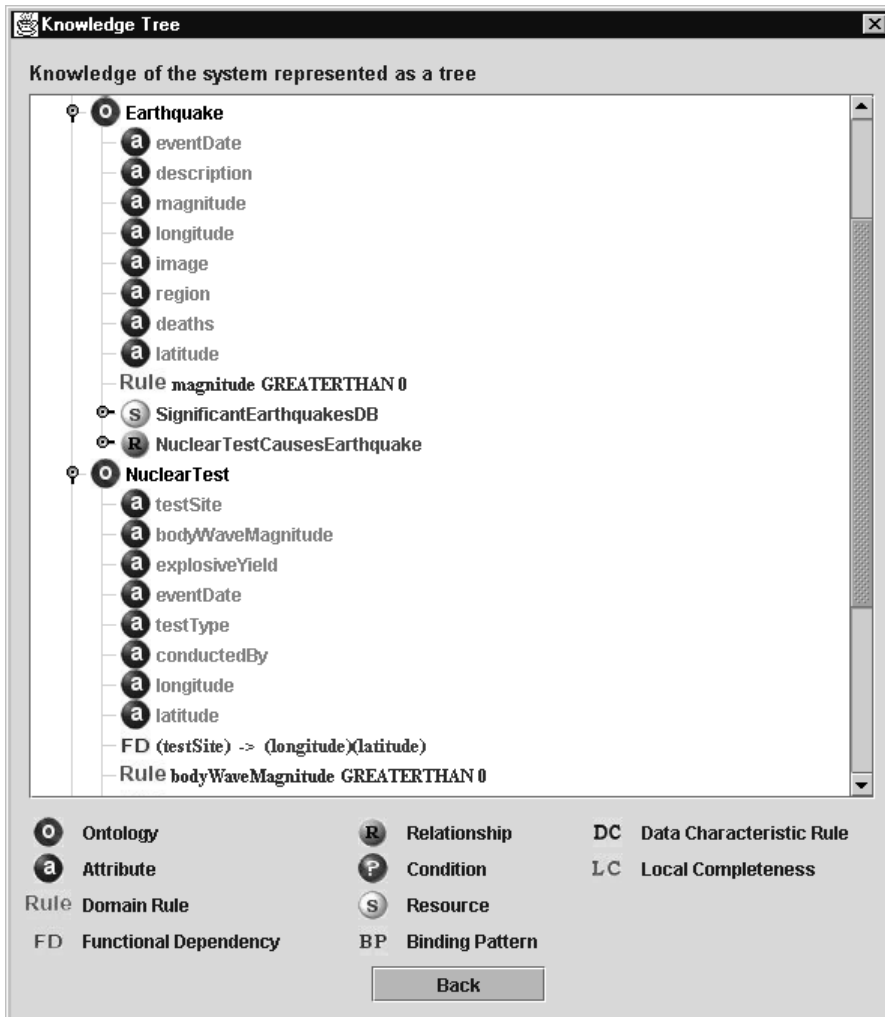 Knowledge Tree
Knowledge of the system represented as a tree
O Earthquake
a eventDate
a description
a magnitude
a longitude
a image
a region
a deaths
a latitude
Rule magnitude GREATERTHAN 0
S SignificantEarthquakesDB
R NuclearTestCausesEarthquake
O NuclearTest
a testSite
a bodyWaveMagnitude
a explosiveYield
a eventDate
a testType
a conductedBy
a longitude
a latitude
FD (testSite) -> (longitude)(latitude)
Rule bodyWaveMagnitude GREATERTHAN 0
O Ontology R Relationship DC Data Characteristic Rule
a Attribute ? Condition LC Local Completeness
Rule Domain Rule S Resource
FD Functional Dependency BP Binding Pattern
Back